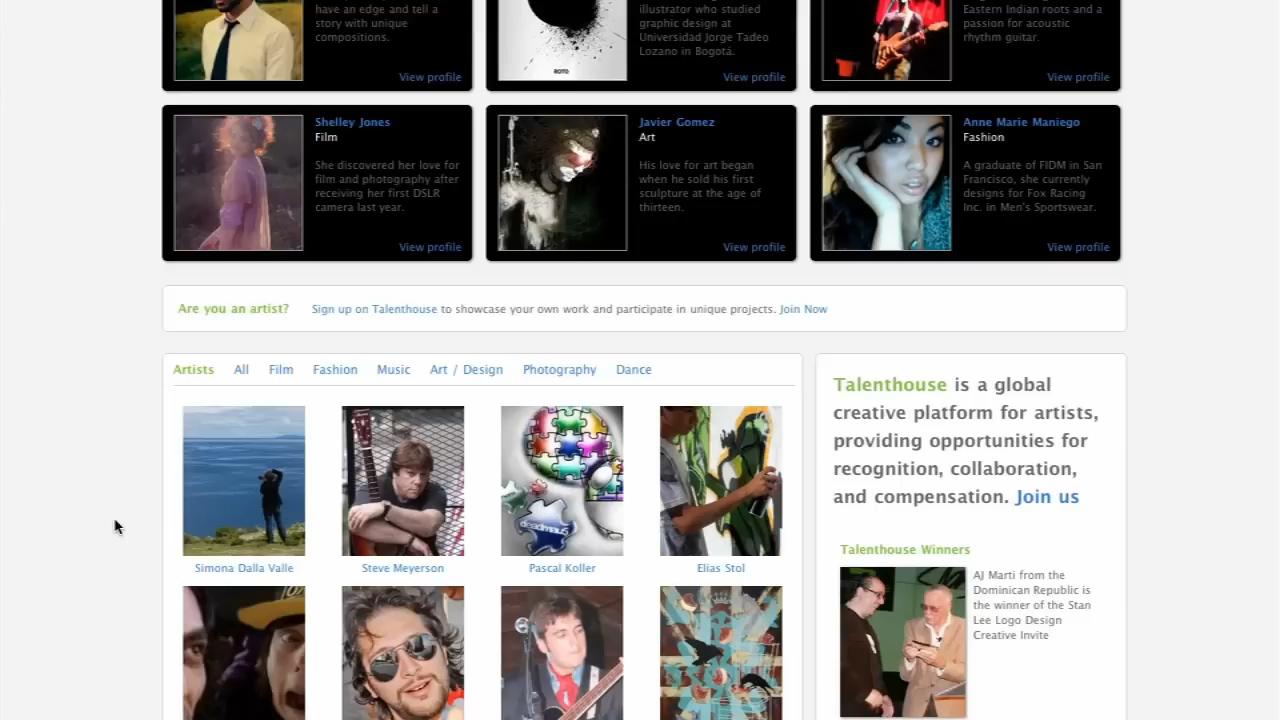 have an edge and tell a
story with unique
compositions.
View profile
ROTO
illustrator who studied
graphic design at
Universidad Jorge Tadeo
Lozano in Bogotá.
View profile
Eastern Indian roots and a
passion for acoustic
rhythm guitar.
View profile
Shelley Jones
Film
She discovered her love for
film and photography after
receiving her first DSLR
camera last year.
View profile
Javier Gomez
Art
His love for art began
when he sold his first
sculpture at the age of
thirteen.
View profile
Anne Marie Maniego
Fashion
A graduate of FIDM in San
Francisco, she currently
designs for Fox Racing
Inc. in Men's Sportswear.
View profile
Are you an artist? Sign up on Talenthouse to showcase your own work and participate in unique projects. Join Now
Artists All Film Fashion Music Art / Design Photography Dance
deadmau5
Simona Dalla Valle
Steve Meyerson
Pascal Koller
Elias Stol
Talenthouse is a global
creative platform for artists,
providing opportunities for
recognition, collaboration,
and compensation. Join us
Talenthouse Winners
AJ Marti from the
Dominican Republic is
the winner of the Stan
Lee Logo Design
Creative Invite